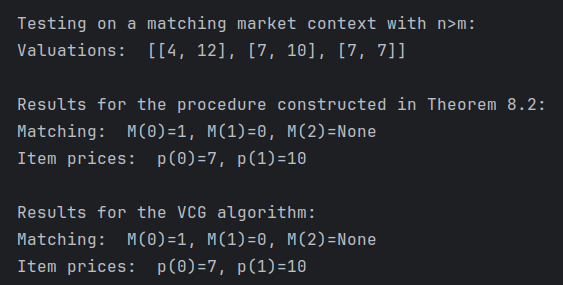 Testing on a matching market context with n>m:
Valuations:  [[4, 12], [7, 10], [7, 7]]
Results for the procedure constructed in Theorem 8.2:
Matching:  M(0)=1, M(1)=0, M(2)=None
Item prices:  p(0)=7, p(1)=10
Results for the VCG algorithm:
Matching:  M(0)=1, M(1)=0, M(2)=None
Item prices:  p(0)=7, p(1)=10